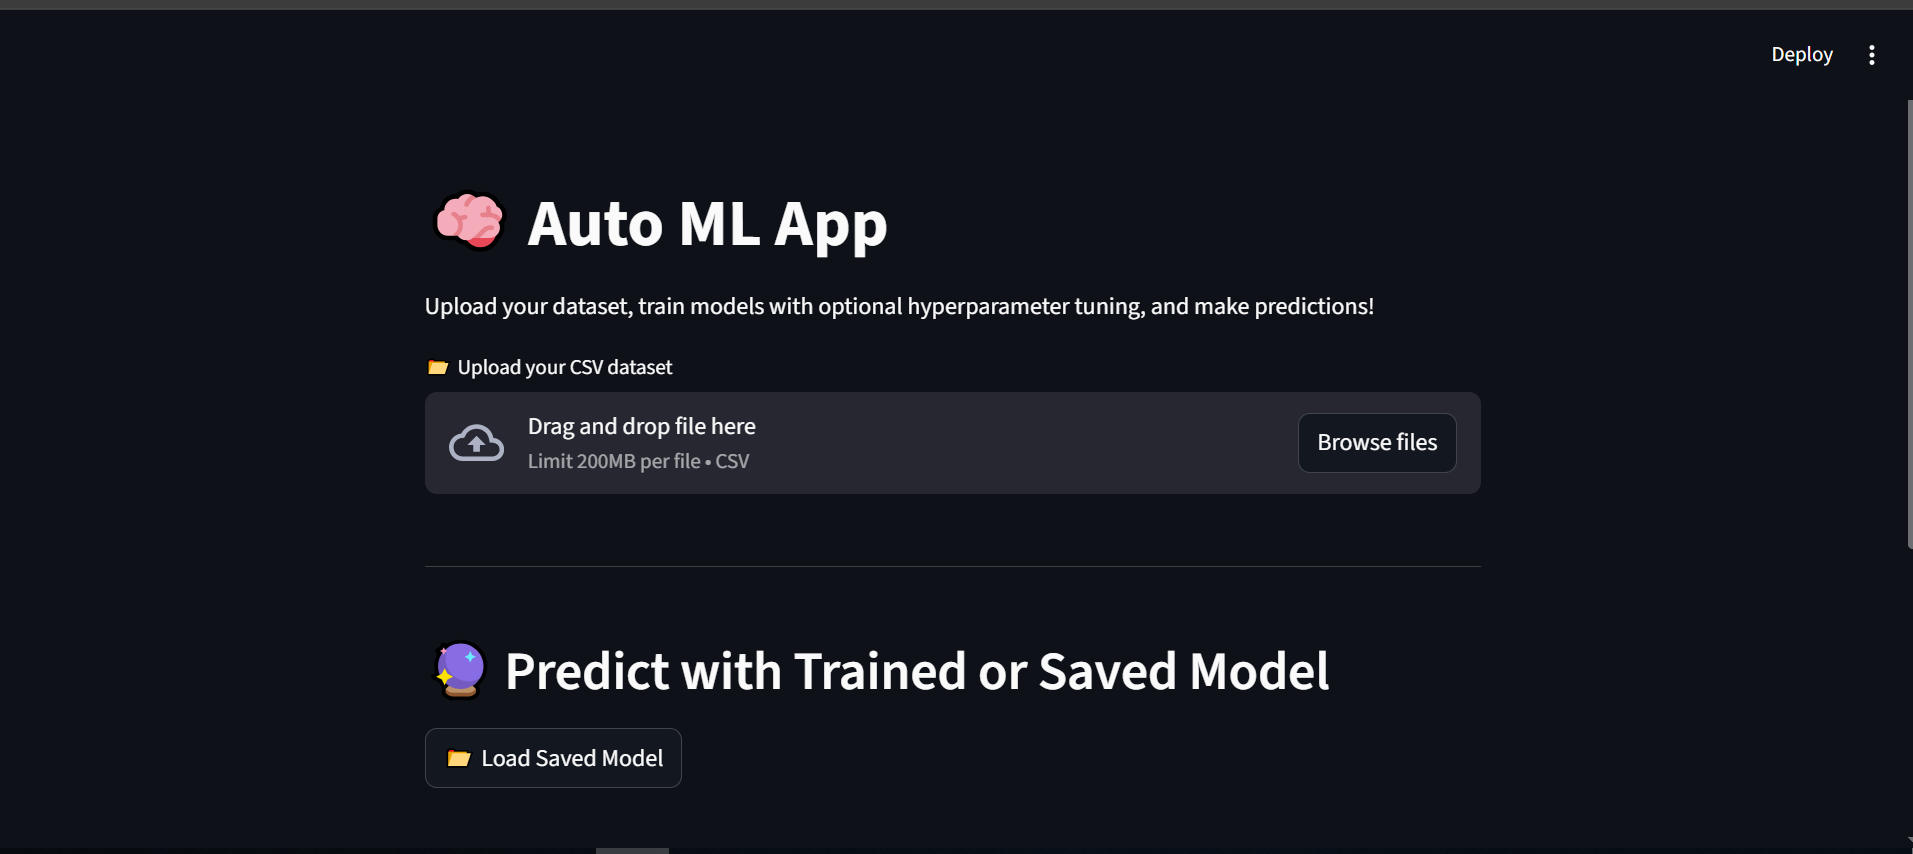 Deploy
Auto ML App
Upload your dataset, train models with optional hyperparameter tuning, and make predictions!
Upload your CSV dataset
Drag and drop file here
Limit 200MB per file • CSV
Browse files
Predict with Trained or Saved Model
Load Saved Model